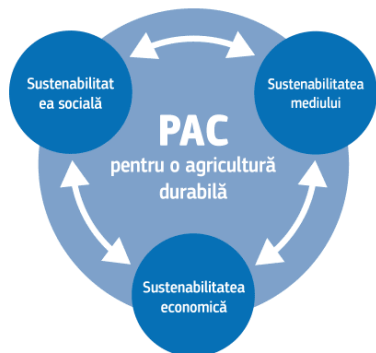 Sustenabilitat
ea socială
Sustenabilitatea
mediului
PAC
pentru o agricultură
durabilă
Sustenabilitatea
economică